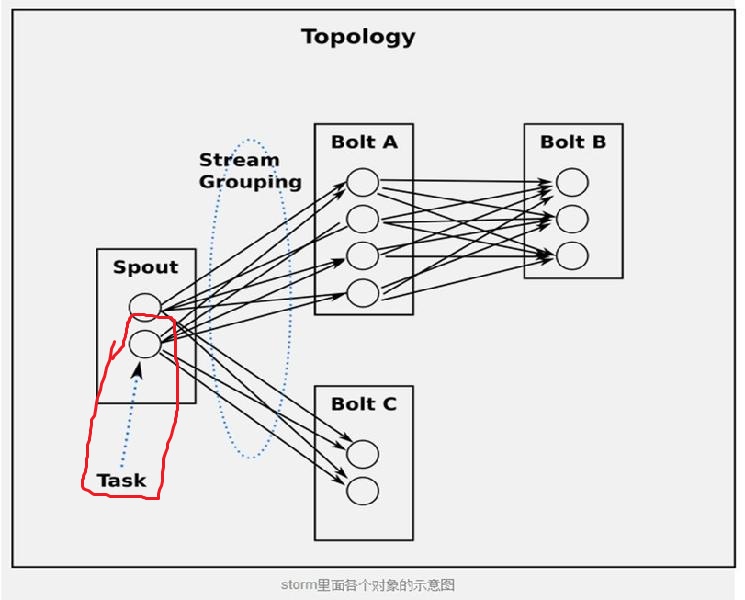 Topology
Bolt A
Bolt B
Stream
Grouping
Spout
Bolt C
Task
storm里面各个对象的示意图